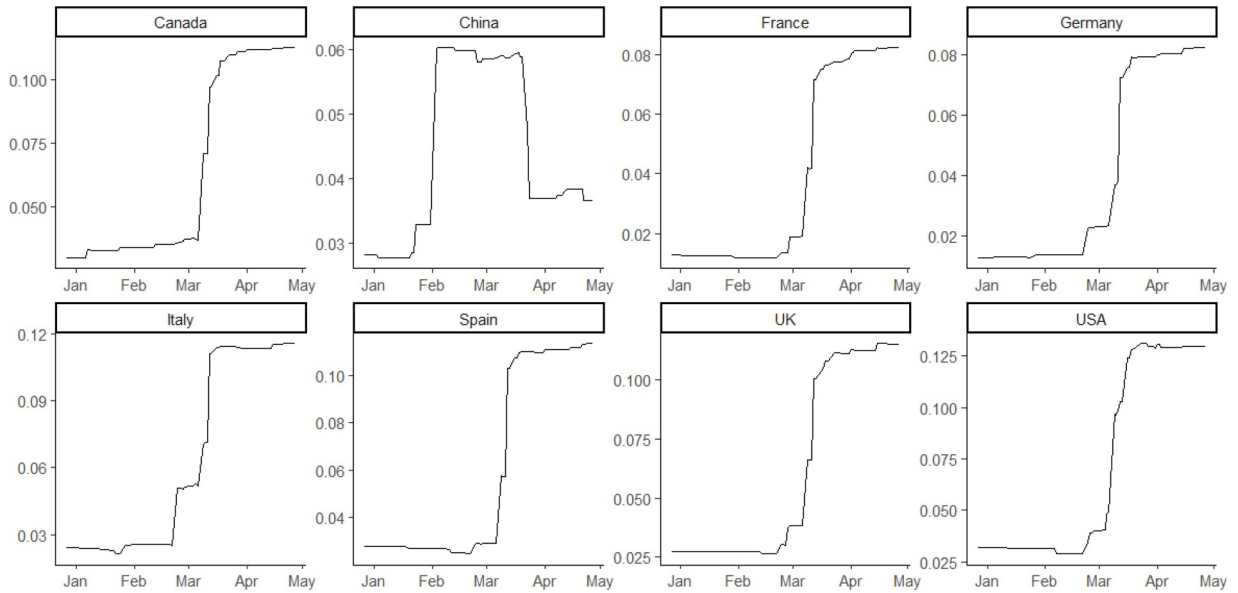 Canada China France Germany
0.100 0.075 0.050
0.06 0.05 0.04 0.03
0.08 0.06 0.04 0.02
0.08 0.06 0.04 0.02
Jan Feb Mar Apr May Jan Feb Mar Apr May Jan Feb Mar Apr May Jan Feb Mar Apr May
Italy Spain UK USA
0.12 0.09 0.06 0.03
0.10 0.08 0.06 0.04
0.100 0.075 0.050 0.025
0.125 0.100 0.075 0.050 0.025
Jan Feb Mar Apr May Jan Feb Mar Apr May Jan Feb Mar Apr May Jan Feb Mar Apr May